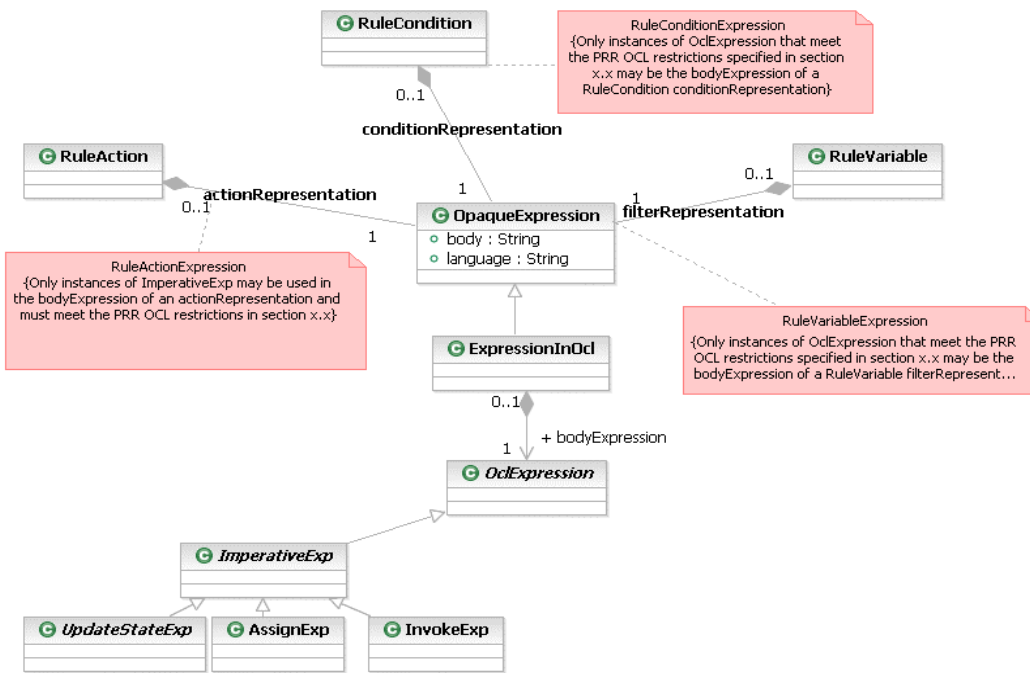 RuleCondition
RuleConditionExpression
{Only instances of OclExpression that meet
the PRR OCL restrictions specified in section
x.x may be the bodyExpression of a
RuleCondition conditionRepresentation}
0..1
conditionRepresentation
RuleAction
RuleVariable
0..1
actionRepresentation
0..1
1
1
filterRepresentation
1
OpaqueExpression
body : String
language : String
RuleActionExpression
{Only instances of ImperativeExp may be used in
the bodyExpression of an actionRepresentation and
must meet the PRR OCL restrictions in section x.x}
RuleVariableExpression
{Only instances of OclExpression that meet the PRR
OCL restrictions specified in section x.x may be the
bodyExpression of a RuleVariable filterRepresent...
ExpressionInOcl
0..1
+ bodyExpression
1
OclExpression
ImperativeExp
UpdateStateExp
AssignExp
InvokeExp